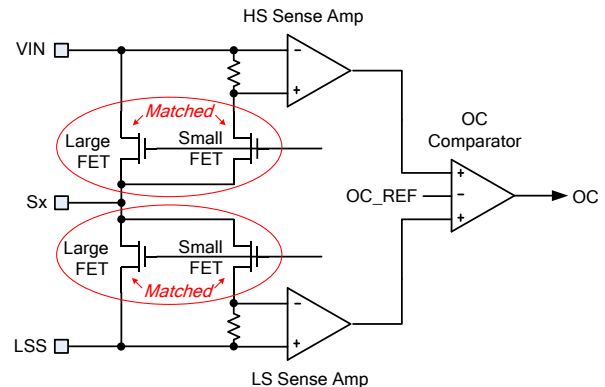 HS Sense Amp
VIN
−
+
Matched
Large
FET
Small
FET
OC
Comparator
+
−
+
OC_REF
OC
Sx
Large
FET
Small
FET
Matched
−
+
LSS
LS Sense Amp